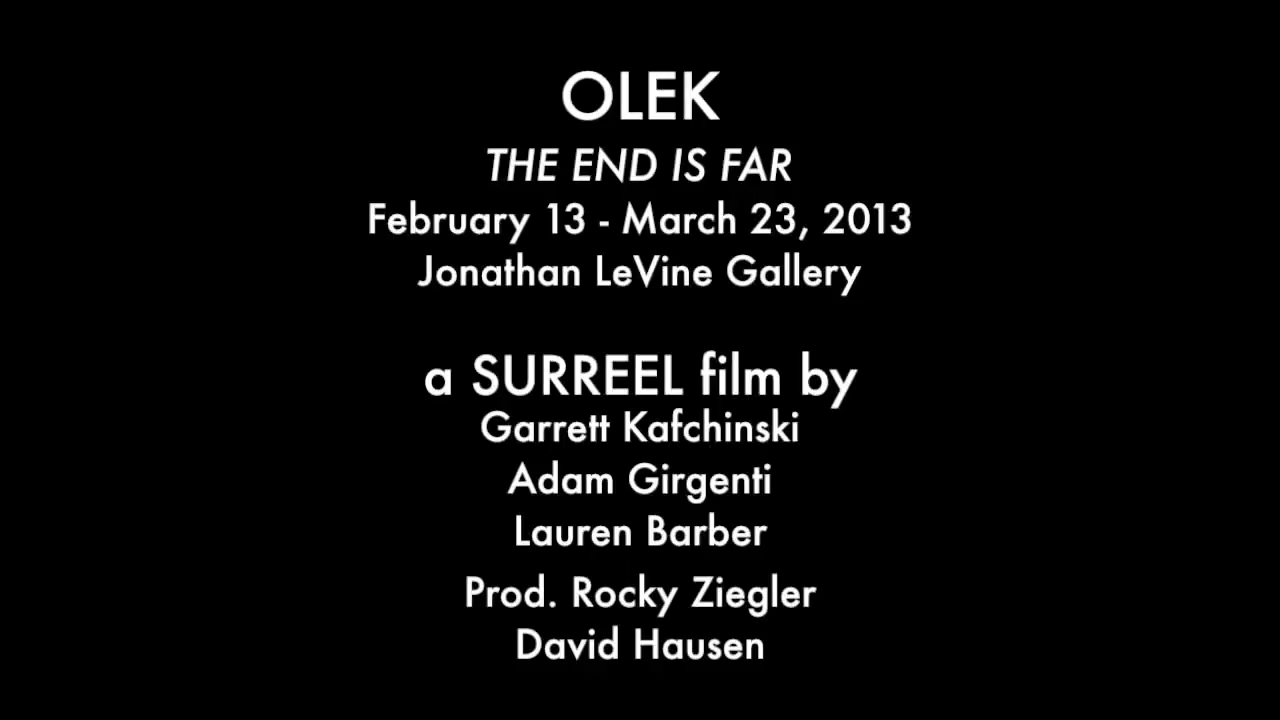 OLEK
THE END IS FAR
February 13 - March 23, 2013
Jonathan LeVine Gallery
a SURREEL film by
Garrett Kafchinski
Adam Girgenti
Lauren Barber
Prod. Rocky Ziegler
David Hausen